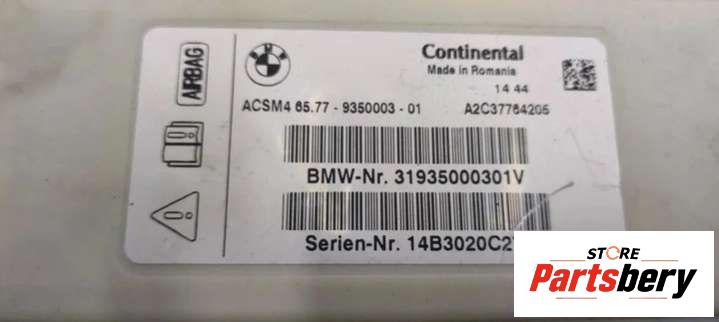 AIRBAG
BMW
Continental
Made in Romania
14 44
ACSM4 65.77 - 9350003 - 01 A2C37764205
BMW-Nr. 31935000301V
Serien-Nr. 14B3020C2
STORE
Partsbery